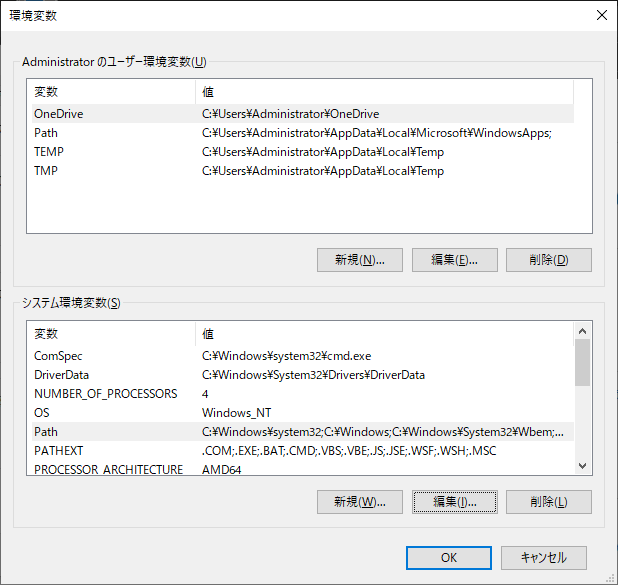 環境変数
Administrator のユーザー環境変数(U)
変数 値
OneDrive C:¥Users¥Administrator¥OneDrive
Path C:¥Users¥Administrator¥AppData¥Local¥Microsoft¥WindowsApps;
TEMP C:¥Users¥Administrator¥AppData¥Local¥Temp
TMP C:¥Users¥Administrator¥AppData¥Local¥Temp
新規(N)... 編集(E)... 削除(D)
システム環境変数(S)
変数 値
ComSpec C:¥Windows¥system32¥cmd.exe
DriverData C:¥Windows¥System32¥Drivers¥DriverData
NUMBER_OF_PROCESSORS 4
OS Windows_NT
Path C:¥Windows¥system32;C:¥Windows;C:¥Windows¥System32¥Wbem;...
PATHEXT .COM;.EXE;.BAT;.CMD;.VBS;.VBE;.JS;.JSE;.WSF;.WSH;.MSC
PROCESSOR_ARCHITECTURE AMD64
新規(W)... 編集(I)... 削除(L)
OK キャンセル